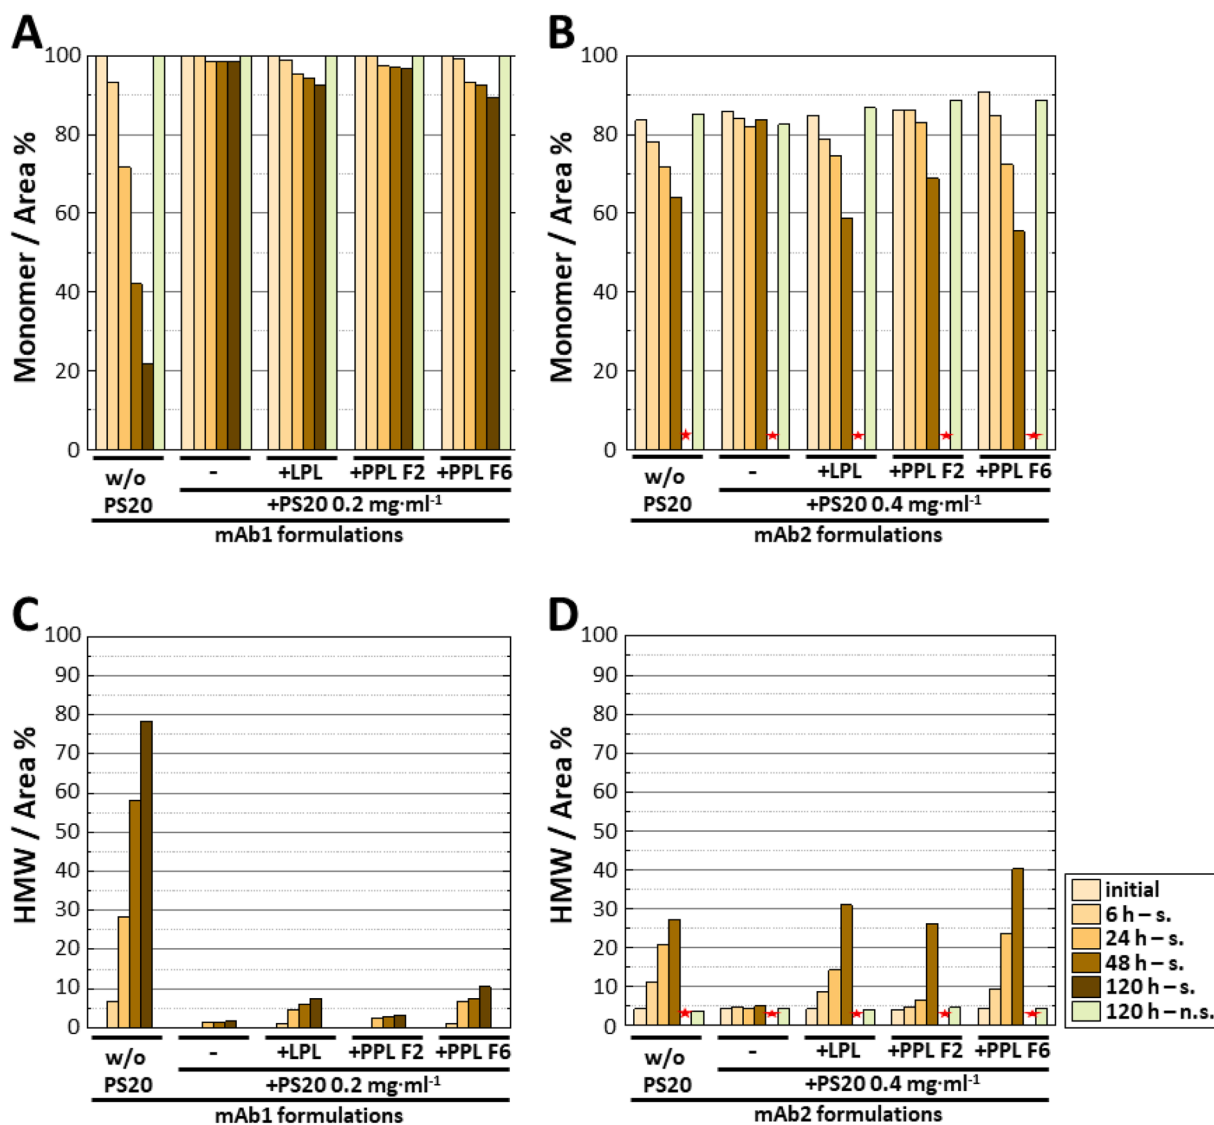 A
Monomer / Area %
100
80
60
40
20
0
w/o
PS20
-
+LPL
+PPL F2
+PPL F6
+PS20 0.2 mg·ml⁻¹
mAb1 formulations
B
Monomer / Area %
100
80
60
40
20
0
w/o
PS20
-
+LPL
+PPL F2
+PPL F6
+PS20 0.4 mg·ml⁻¹
mAb2 formulations
C
HMW / Area %
100
90
80
70
60
50
40
30
20
10
0
w/o
PS20
-
+LPL
+PPL F2
+PPL F6
+PS20 0.2 mg·ml⁻¹
mAb1 formulations
D
HMW / Area %
100
90
80
70
60
50
40
30
20
10
0
w/o
PS20
-
+LPL
+PPL F2
+PPL F6
+PS20 0.4 mg·ml⁻¹
mAb2 formulations
initial
6 h – s.
24 h – s.
48 h – s.
120 h – s.
120 h – n.s.